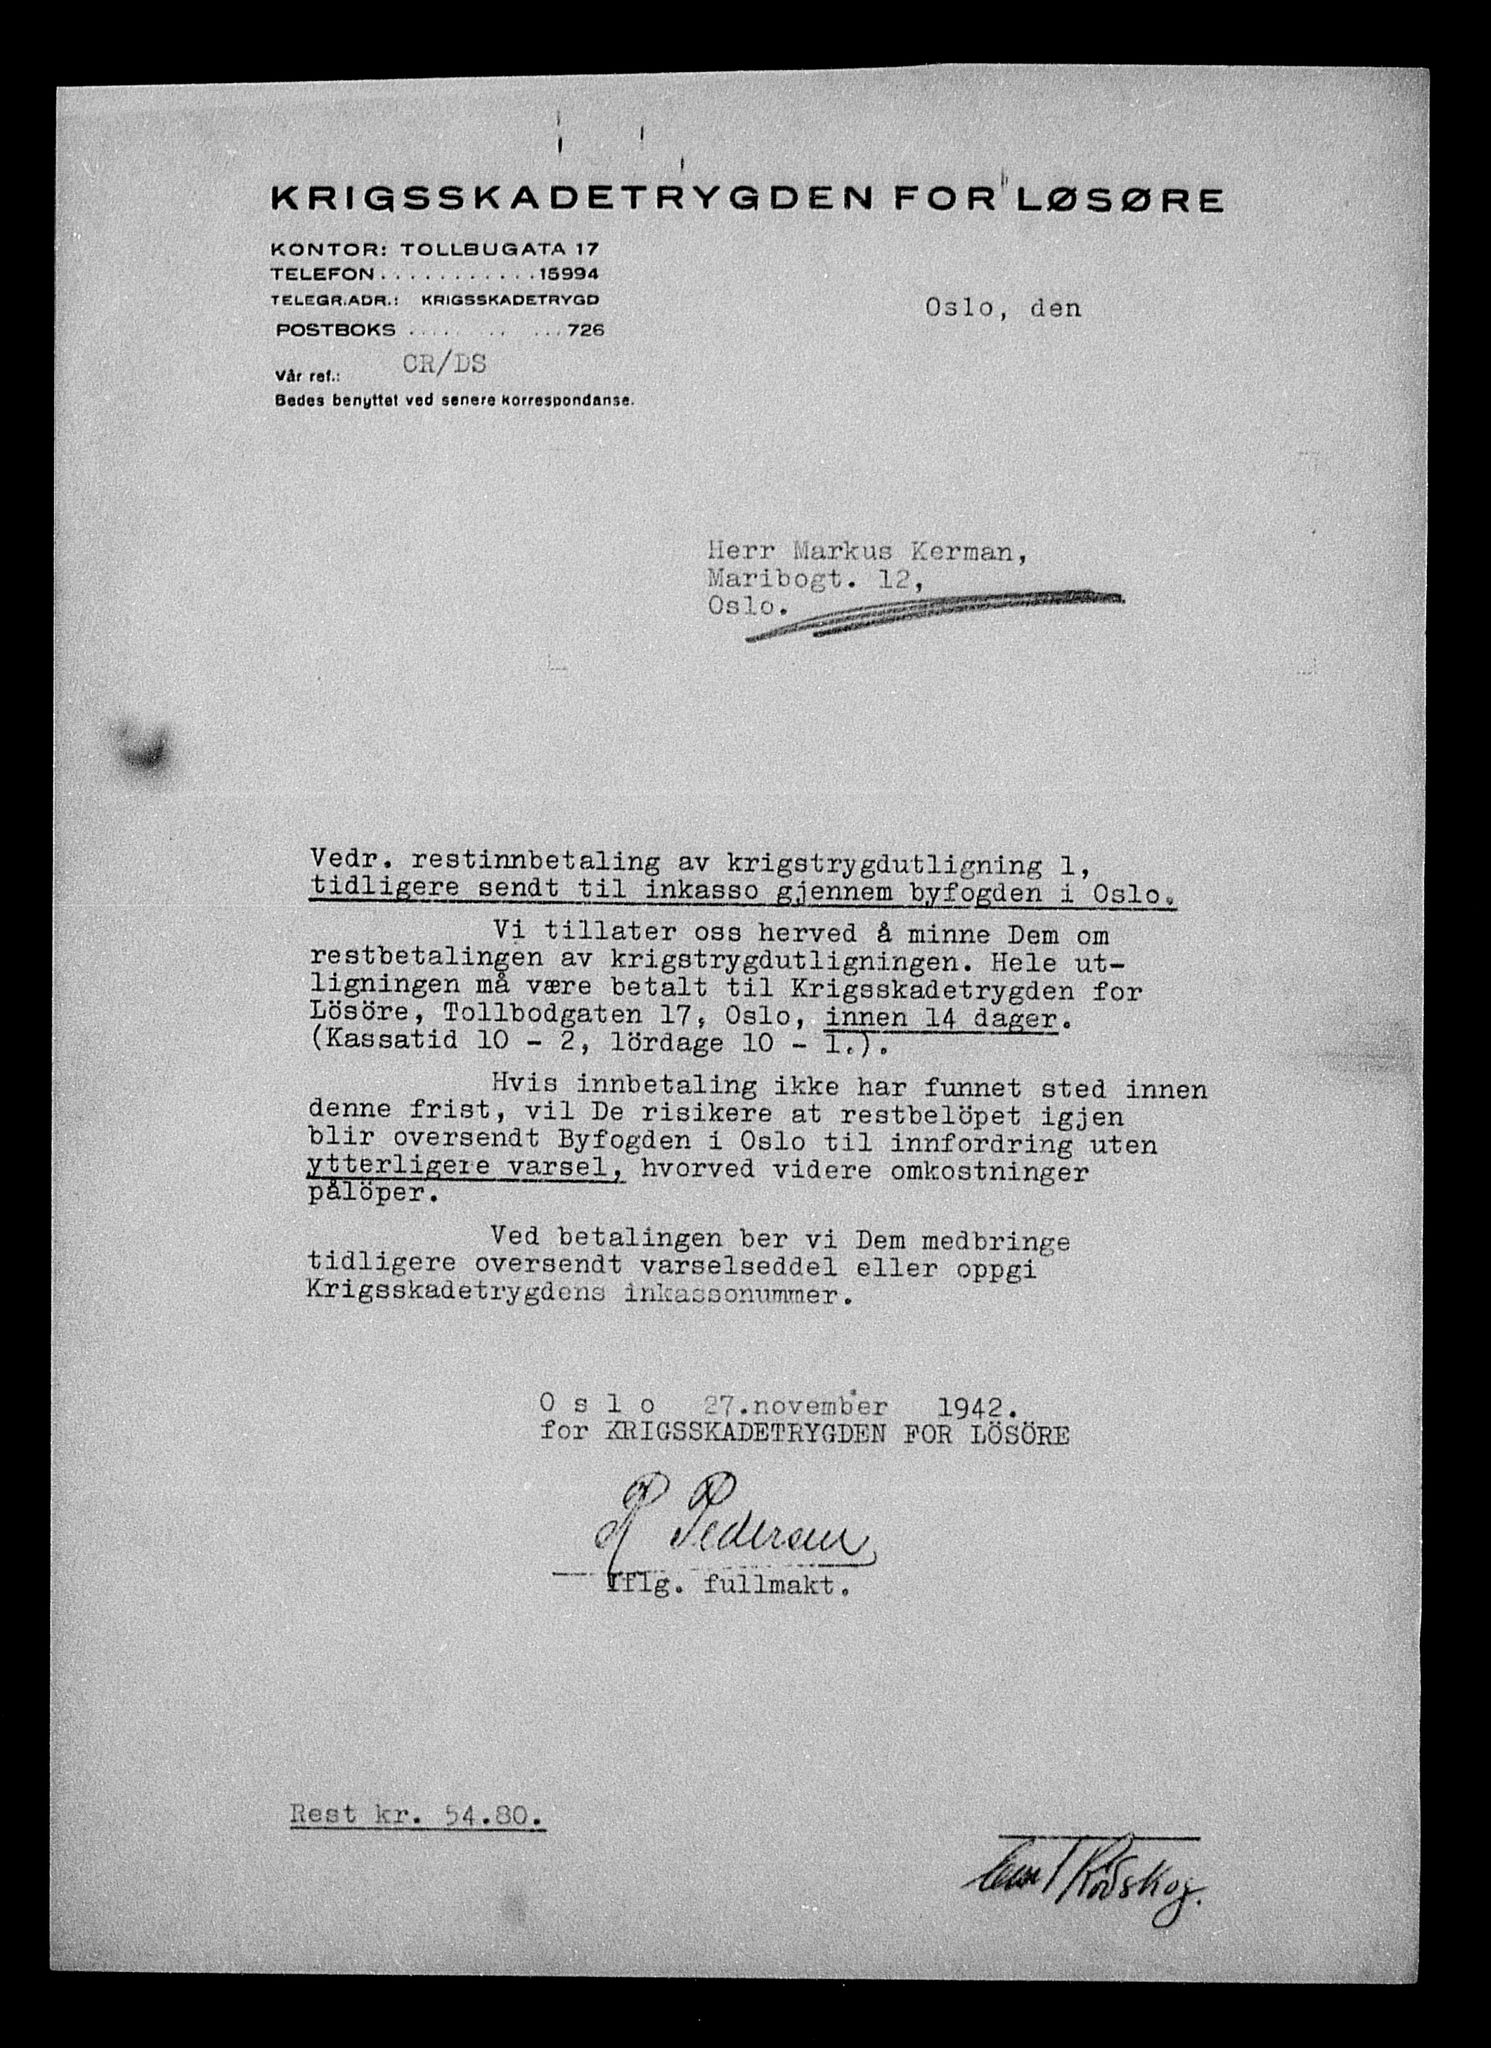 KRIGSSKADETRYGDEN FOR LØSØRE
KONTOR: TOLLBUGATA 17
TELEFON...........15994
TELEGR.ADR.: KRIGSSKADETRYGD
POSTBOKS ..... .. ...726
Oslo, den
Vår ref.: CR/DS
Bedes benyttet ved senere korrespondanse.
Herr Markus Kerman,
Maribogt. 12,
Oslo.
Vedr. restinnbetaling av krigstrygdutligning 1,
tidligere sendt til inkasso gjennem byfogden i Oslo.
Vi tillater oss herved å minne Dem om
restbetalingen av krigstrygdutligningen. Hele ut-
ligningen må være betalt til Krigsskadetrygden for
Lösöre, Tollbodgaten 17, Oslo, innen 14 dager.
(Kassatid 10 - 2, lördage 10 - 1.).
Hvis innbetaling ikke har funnet sted innen
denne frist, vil De risikere at restbelöpet igjen
blir oversendt Byfogden i Oslo til innfordring uten
ytterligere varsel, hvorved videre omkostninger
pålöper.
Ved betalingen ber vi Dem medbringe
tidligere oversendt varselseddel eller oppgi
Krigsskadetrygdens inkassonummer.
O s l o 27.november 1942.
for KRIGSSKADETRYGDEN FOR LÖSÖRE
Pedersen
iflg. fullmakt.
Rest kr. 54.80.
Rödskog.